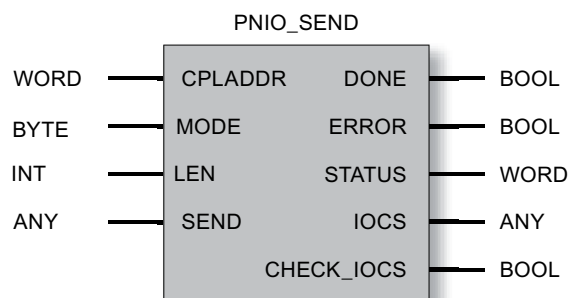 PNIO_SEND
WORD CPLADDR DONE BOOL
BYTE MODE ERROR BOOL
INT LEN STATUS WORD
ANY SEND IOCS ANY
CHECK_IOCS BOOL